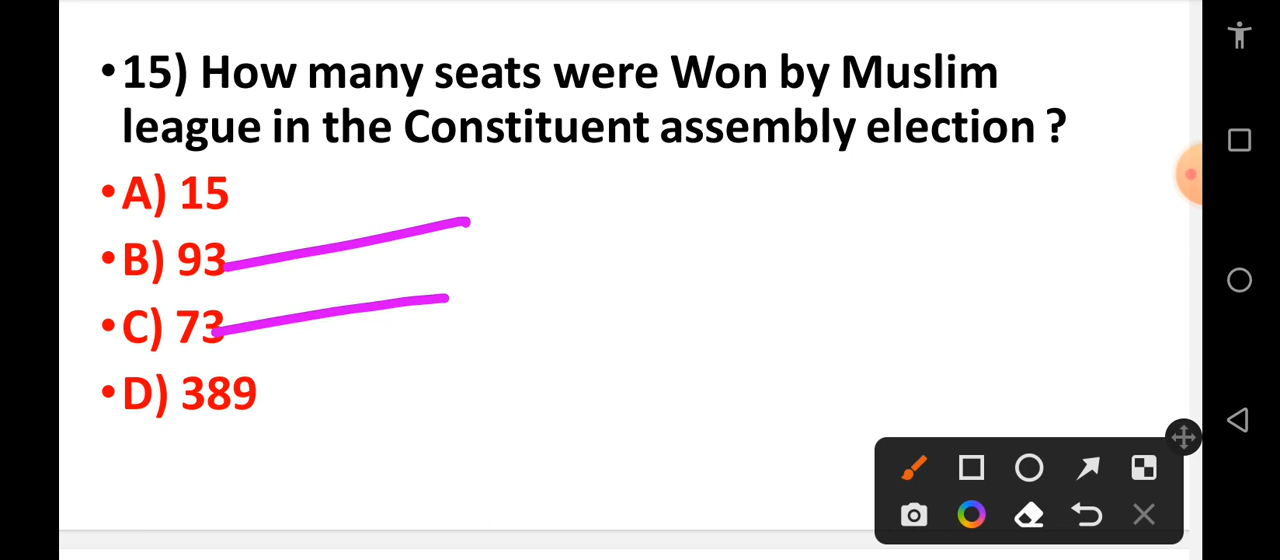 •15) How many seats were Won by Muslim
league in the Constituent assembly election ?
•A) 15
•B) 93
•C) 73
•D) 389